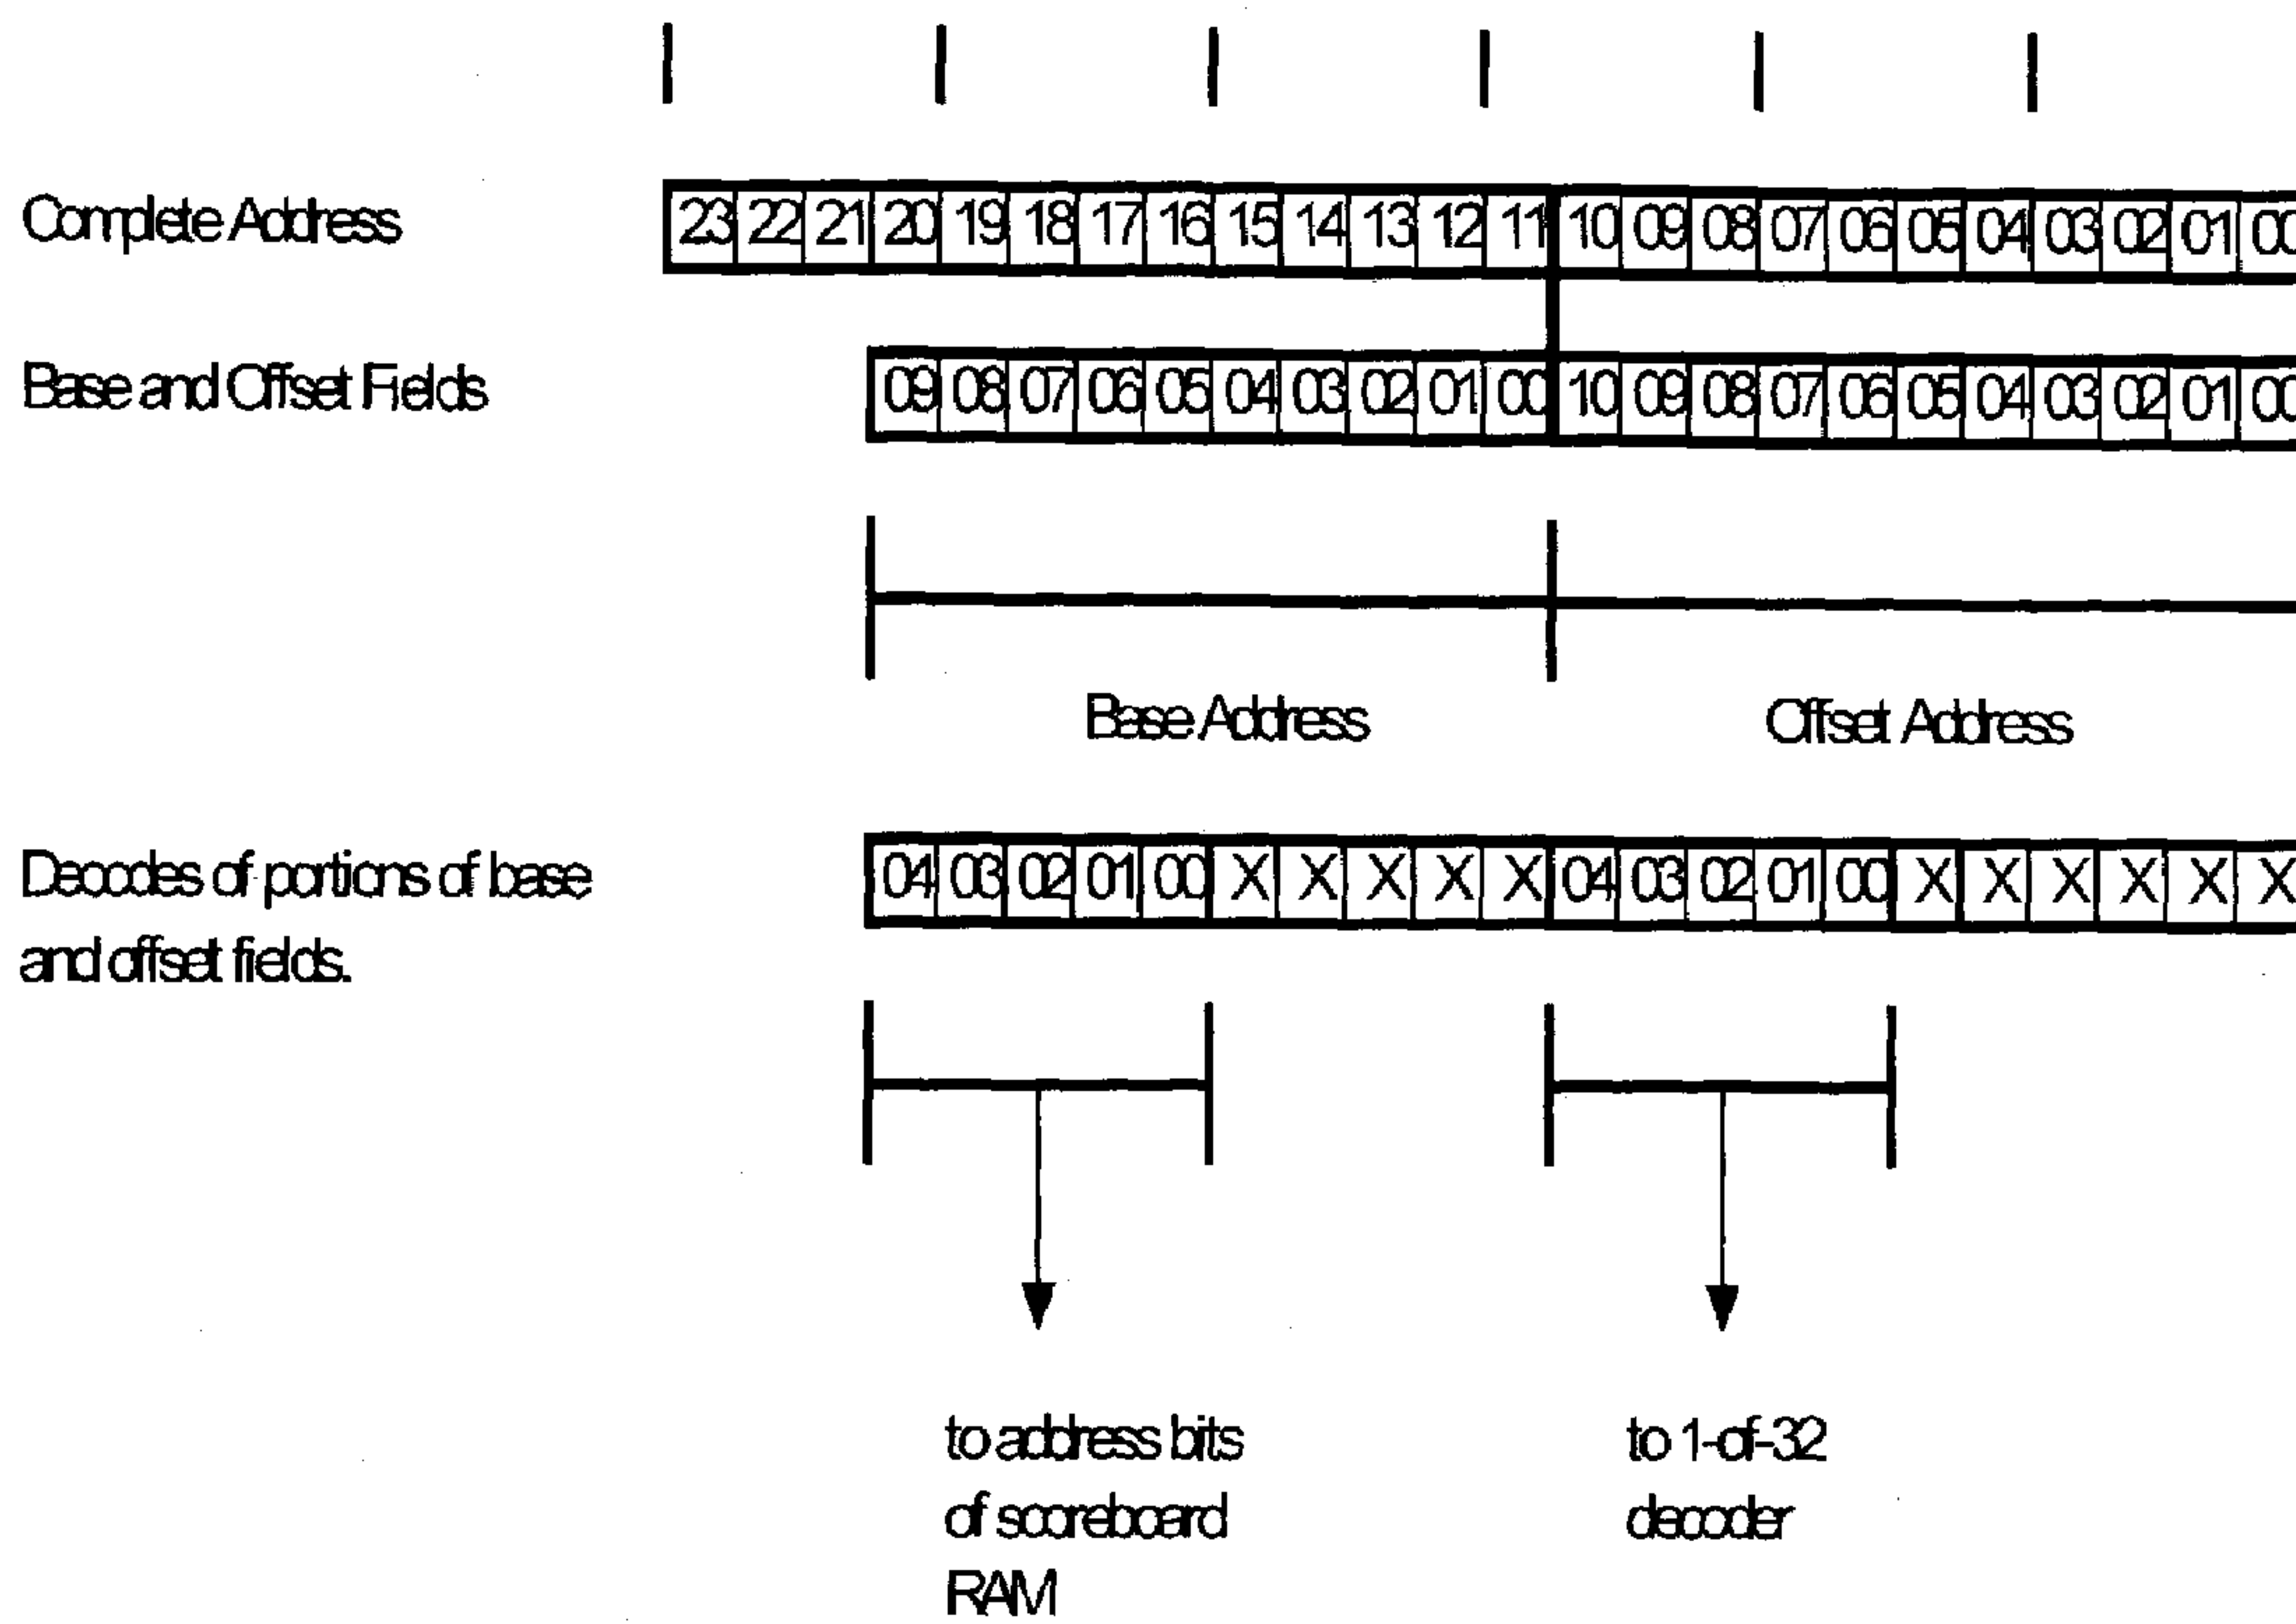 Complete Address
23 22 21 20 19 18 17 16 15 14 13 12 11 10 09 08 07 06 05 04 03 02 01 00
Base and Offset Fields
09 08 07 06 05 04 03 02 01 00 10 09 08 07 06 05 04 03 02 01 00
Base Address
Offset Address
Decodes of portions of base
and offset fields.
04 03 02 01 00 X X X X X 04 03 02 01 00 X X X X X X
to address bits
of scoreboard
RAM
to 1-of-32
decoder